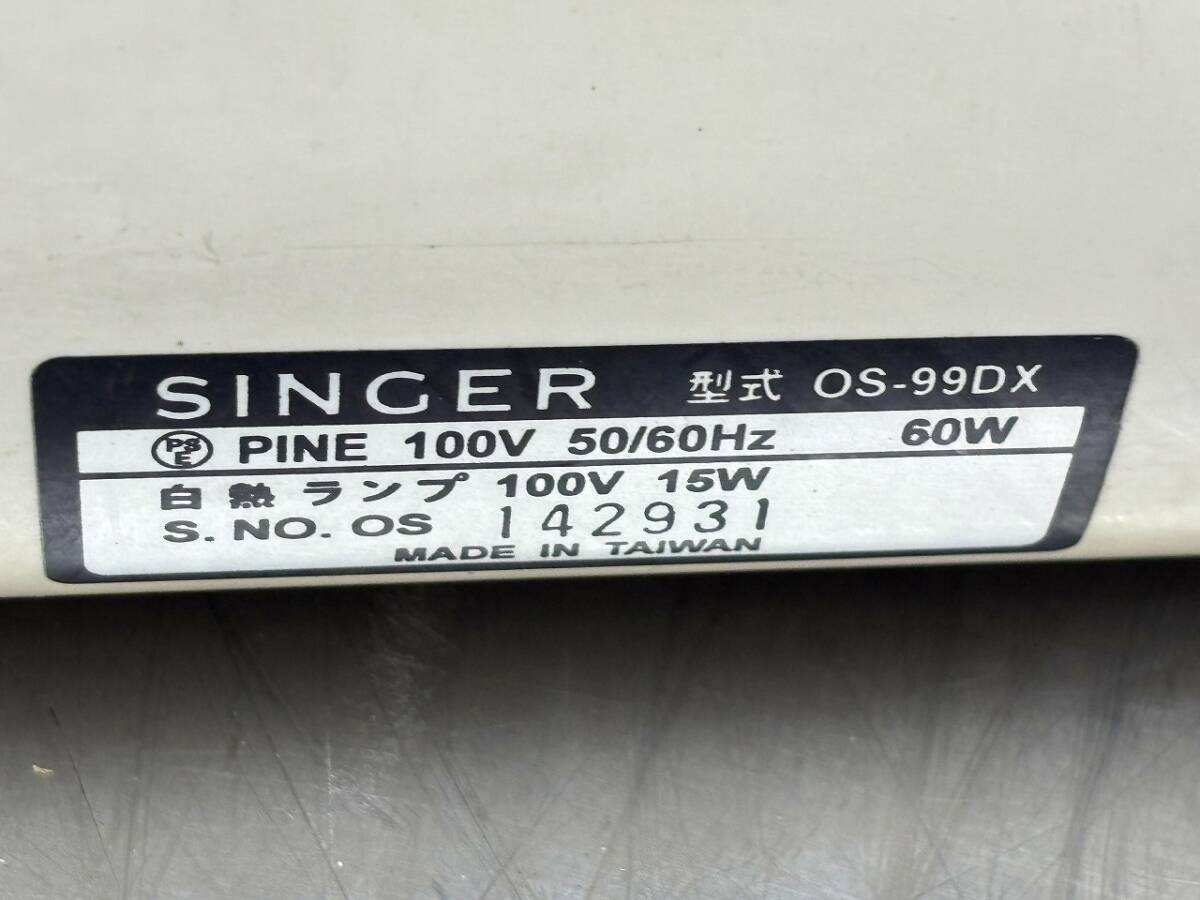 SINGER 型式 OS-99DX
PSE PINE 100V 50/60Hz 60W
白熱ランプ 100V 15W
S. NO. OS 142931
MADE IN TAIWAN